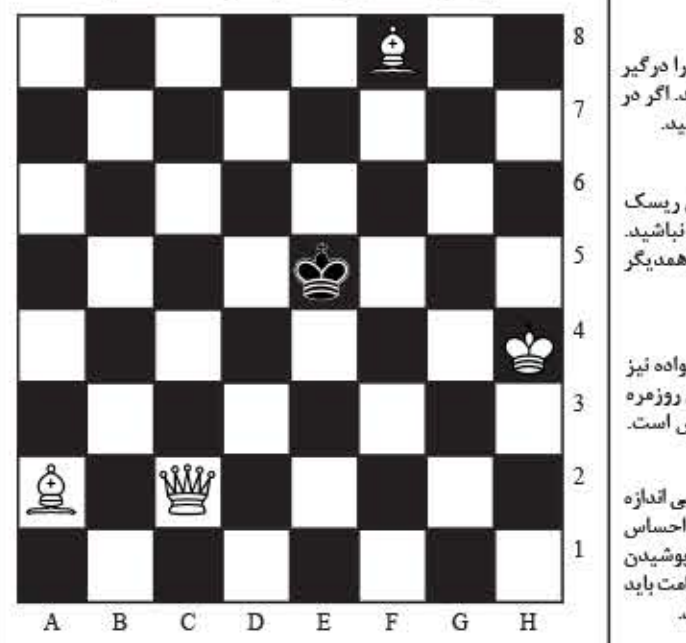 8
7
6
5
4
3
2
1
A B C D E F G H
را درگیر
د. اگر در
ید.
ریسک
نباشید.
همدیگر
واده نیز
روزمره
است.
ی اندازه
احساس
پوشیدن
مت باید
د.